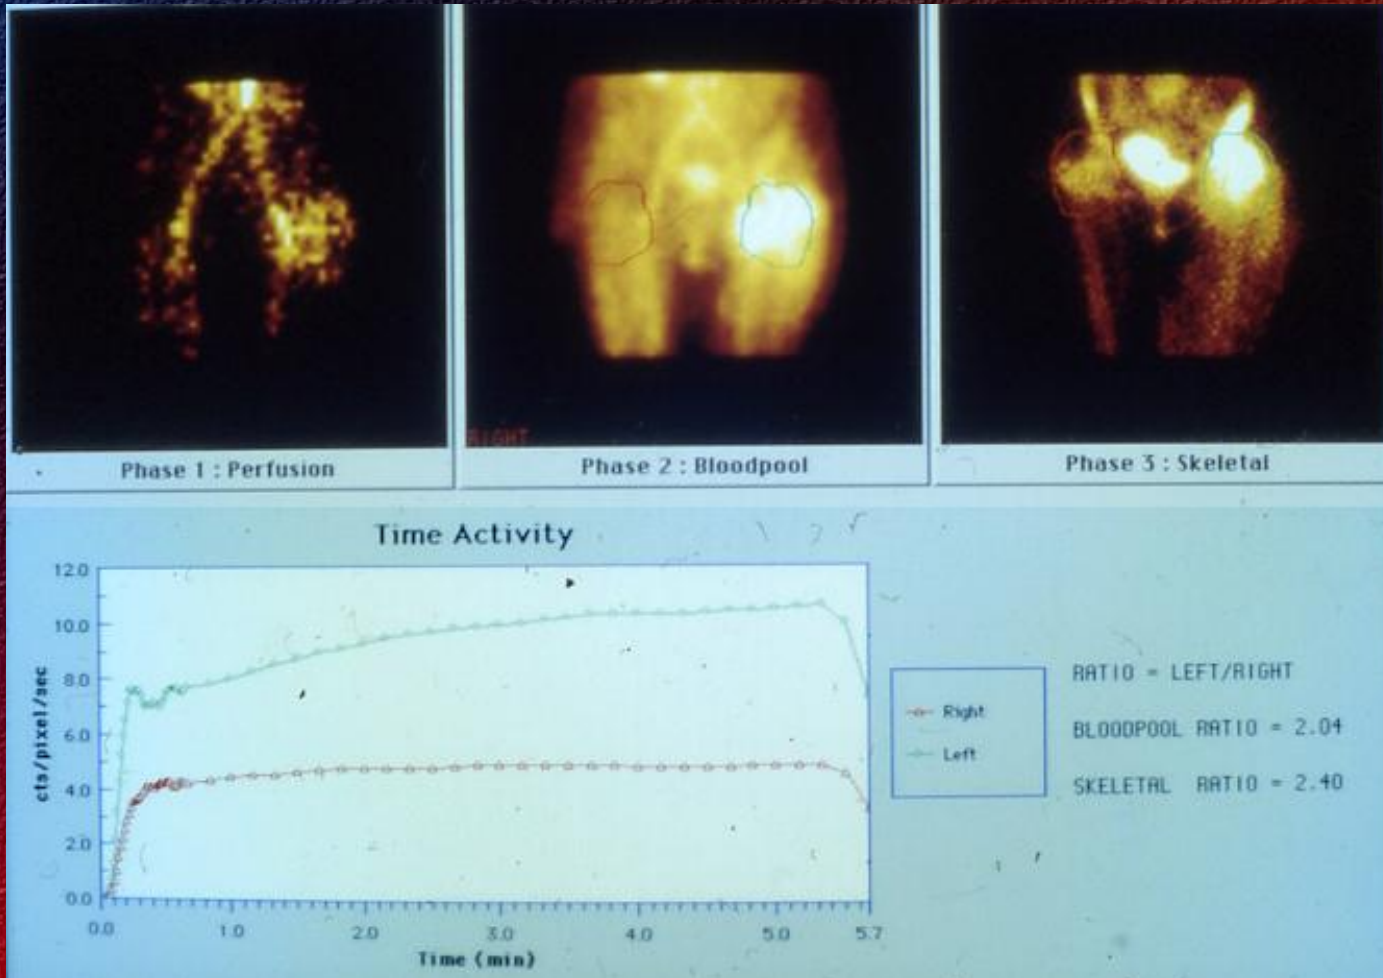 RIGHT
Phase 1 : Perfusion
Phase 2 : Bloodpool
Phase 3 : Skeletal
Time Activity
12.0
10.0
8.0
6.0
4.0
2.0
0.0
cts/pixel/sec
0.0 1.0 2.0 3.0 4.0 5.0 5.7
Time (min)
Right
Left
RATIO = LEFT/RIGHT
BLOODPOOL RATIO = 2.04
SKELETAL RATIO = 2.40